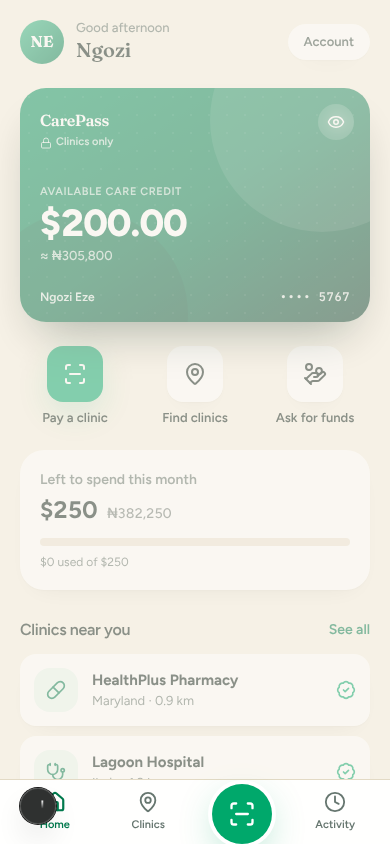 NE
Good afternoon
Ngozi
Account
CarePass
Clinics only
AVAILABLE CARE CREDIT
$200.00
≈ ₦305,800
Ngozi Eze
•••• 5767
Pay a clinic
Find clinics
Ask for funds
Left to spend this month
$250 ₦382,250
$0 used of $250
Clinics near you
See all
HealthPlus Pharmacy
Maryland · 0.9 km
Lagoon Hospital
Home
Clinics
Activity